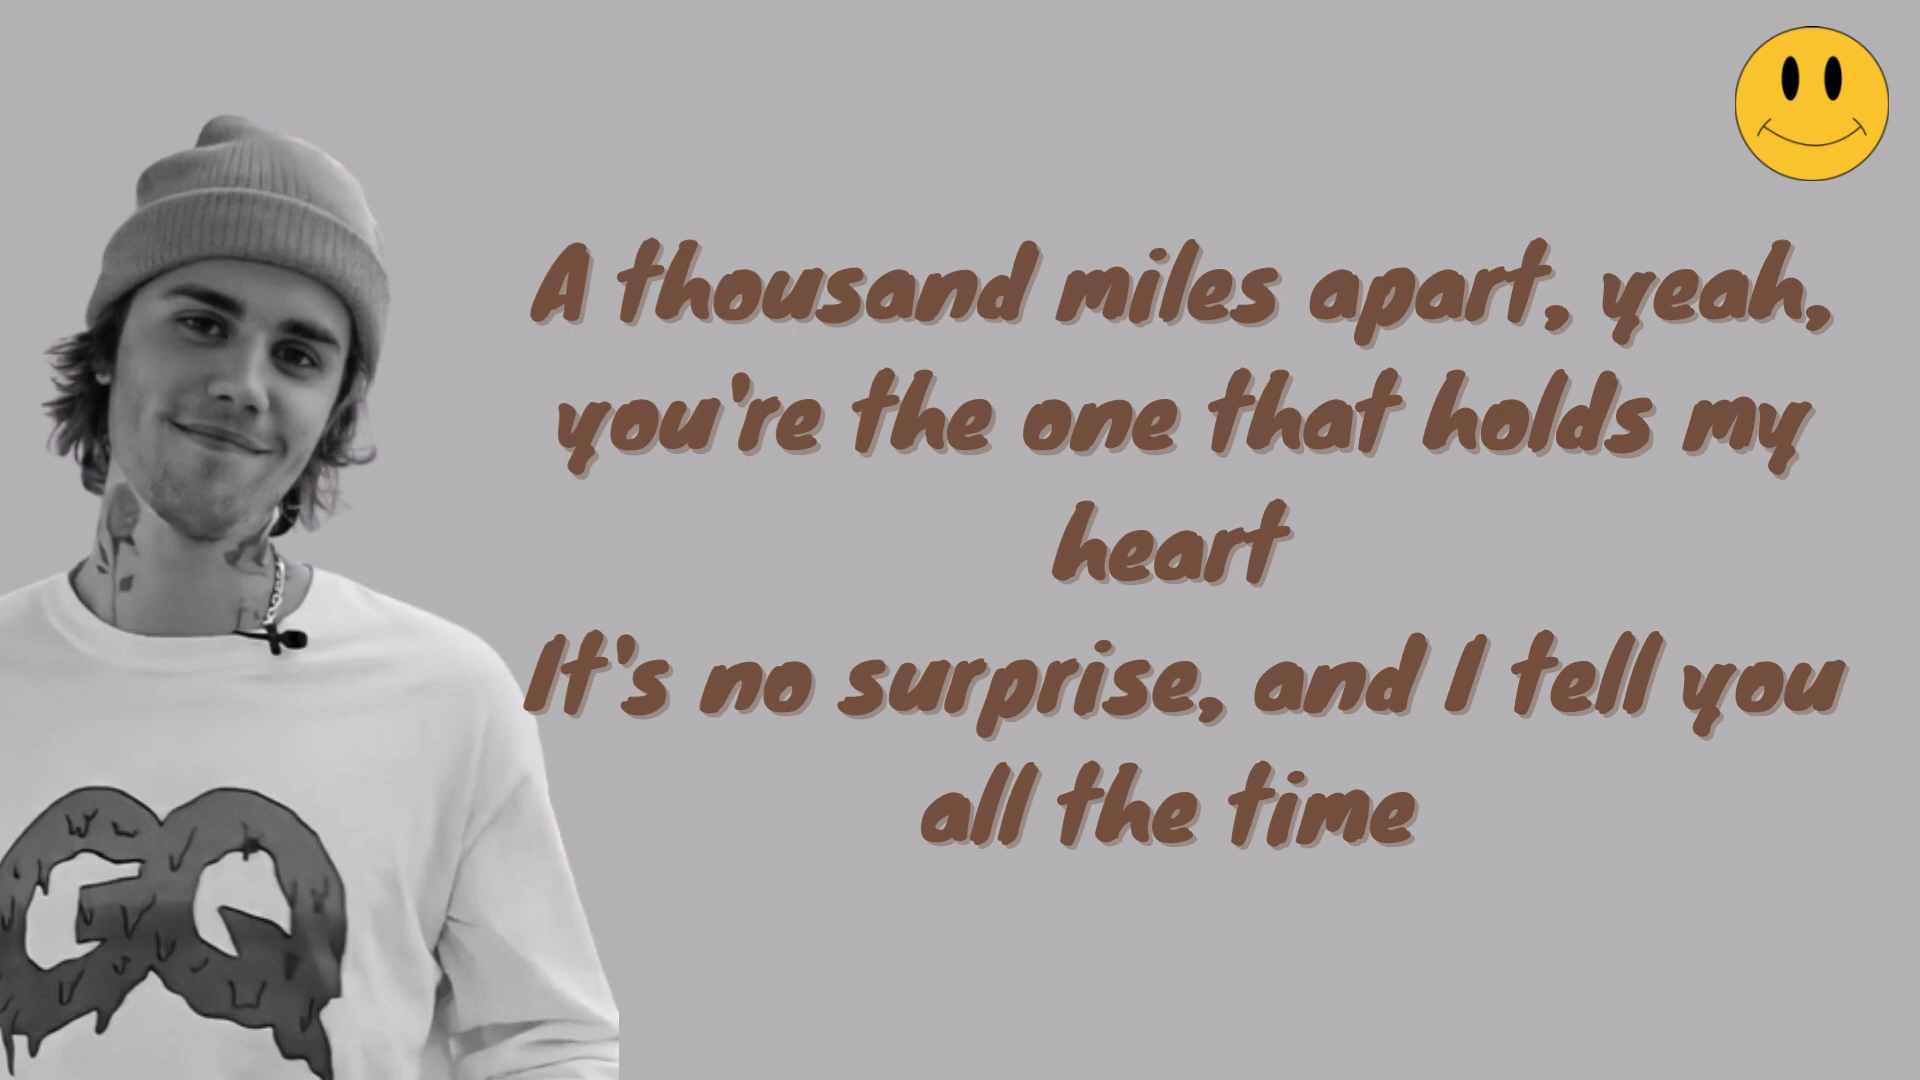 A thousand miles apart, yeah,
you're the one that holds my
heart
It's no surprise, and I tell you
all the time
GQ